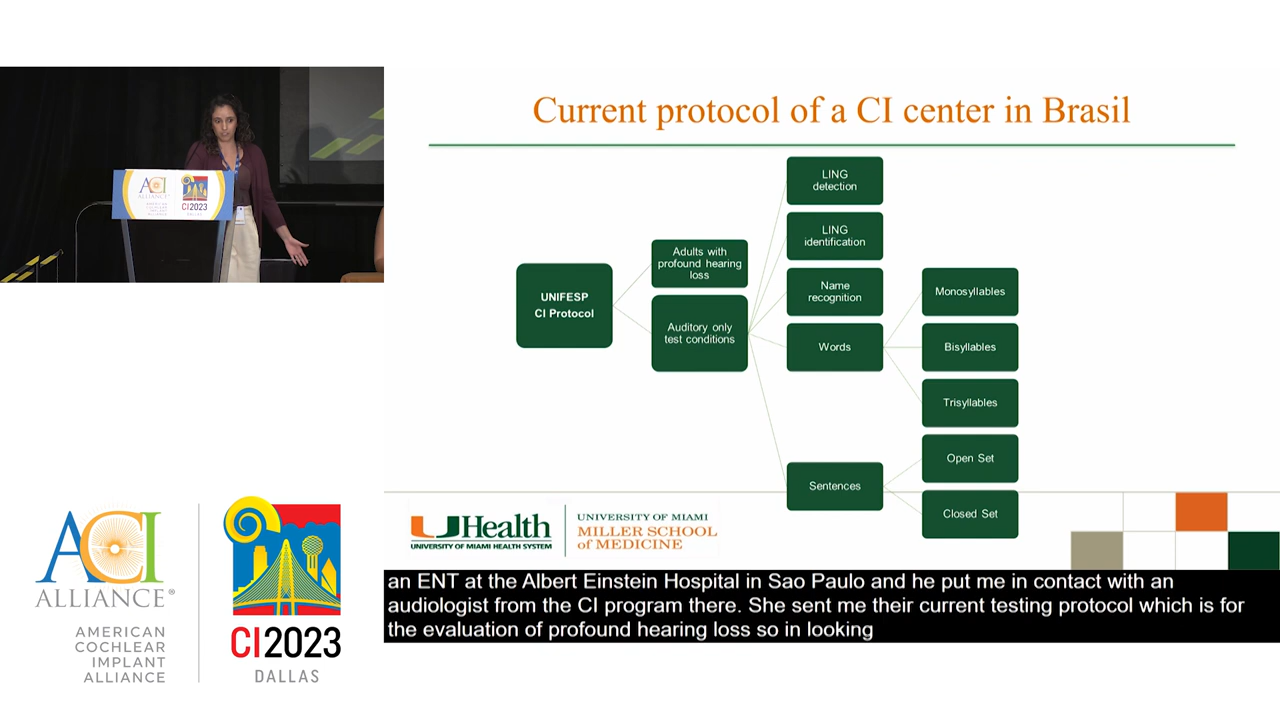 Current protocol of a CI center in Brasil
UNIFESP
CI Protocol
Adults with
profound hearing
loss
Auditory only
test conditions
LING
detection
LING
identification
Name
recognition
Words
Sentences
Monosyllables
Bisyllables
Trisyllables
Open Set
Closed Set
UHealth
UNIVERSITY OF MIAMI HEALTH SYSTEM
UNIVERSITY OF MIAMI
MILLER SCHOOL
of MEDICINE
an ENT at the Albert Einstein Hospital in Sao Paulo and he put me in contact with an
audiologist from the CI program there. She sent me their current testing protocol which is for
the evaluation of profound hearing loss so in looking
ACI
ALLIANCE
CI2023
DALLAS
ACI
ALLIANCE®
AMERICAN
COCHLEAR
IMPLANT
ALLIANCE
CI2023
DALLAS